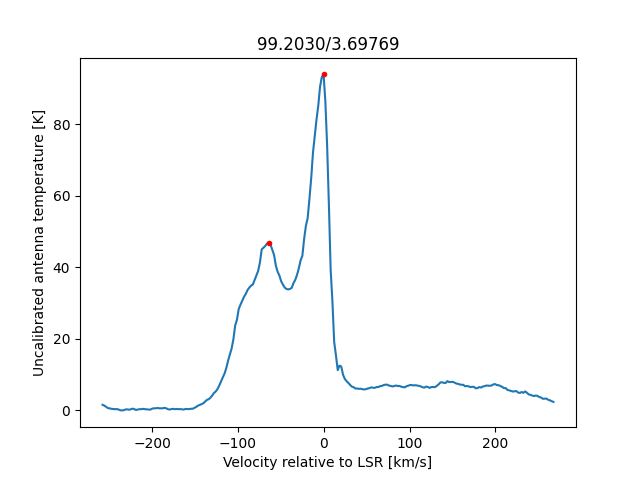 99.2030/3.69769
Uncalibrated antenna temperature [K]
80
60
40
20
0
−200 −100 0 100 200
Velocity relative to LSR [km/s]